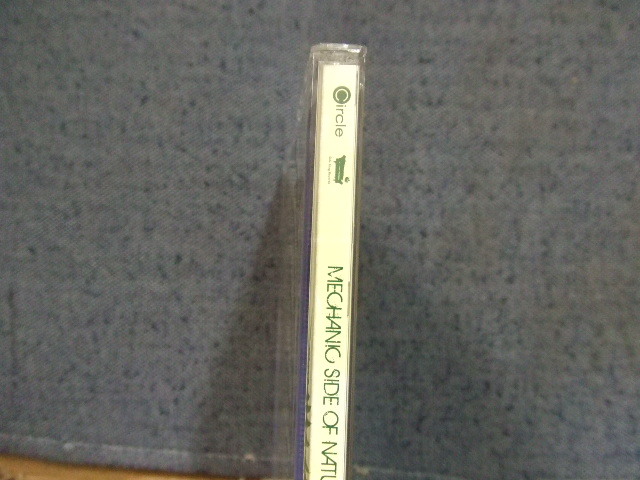 Circle
MECHANIC SIDE OF NATU